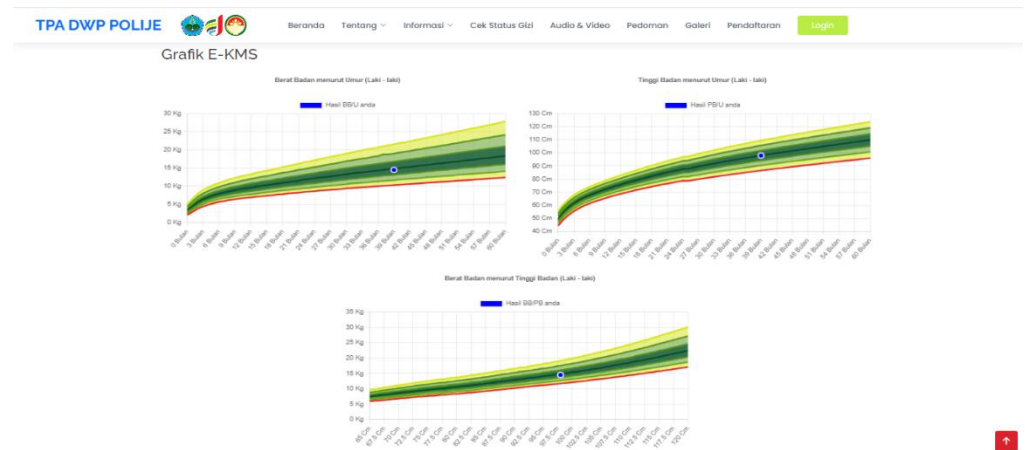 TPA DWP POLIJE
Beranda Tentang Informasi Cek Status Gizi Audio & Video Pedoman Galeri Pendaftaran Login
Grafik E-KMS
Berat Badan menurut Umur (Laki - laki)
Hasil BB/U anda
30 Kg
25 Kg
20 Kg
15 Kg
10 Kg
5 Kg
0 Kg
0 Bulan 3 Bulan 6 Bulan 9 Bulan 12 Bulan 15 Bulan 18 Bulan 21 Bulan 24 Bulan 27 Bulan 30 Bulan 33 Bulan 36 Bulan 39 Bulan 42 Bulan 45 Bulan 48 Bulan 51 Bulan 54 Bulan 57 Bulan 60 Bulan
Tinggi Badan menurut Umur (Laki - laki)
Hasil PB/U anda
130 Cm
120 Cm
110 Cm
100 Cm
90 Cm
80 Cm
70 Cm
60 Cm
50 Cm
40 Cm
0 Bulan 3 Bulan 6 Bulan 9 Bulan 12 Bulan 15 Bulan 18 Bulan 21 Bulan 24 Bulan 27 Bulan 30 Bulan 33 Bulan 36 Bulan 39 Bulan 42 Bulan 45 Bulan 48 Bulan 51 Bulan 54 Bulan 57 Bulan 60 Bulan
Berat Badan menurut Tinggi Badan (Laki - laki)
Hasil BB/PB anda
35 Kg
30 Kg
25 Kg
20 Kg
15 Kg
10 Kg
5 Kg
0 Kg
65 Cm 67.5 Cm 70 Cm 72.5 Cm 75 Cm 77.5 Cm 80 Cm 82.5 Cm 85 Cm 87.5 Cm 90 Cm 92.5 Cm 95 Cm 97.5 Cm 100 Cm 102.5 Cm 105 Cm 107.5 Cm 110 Cm 112.5 Cm 115 Cm 117.5 Cm 120 Cm